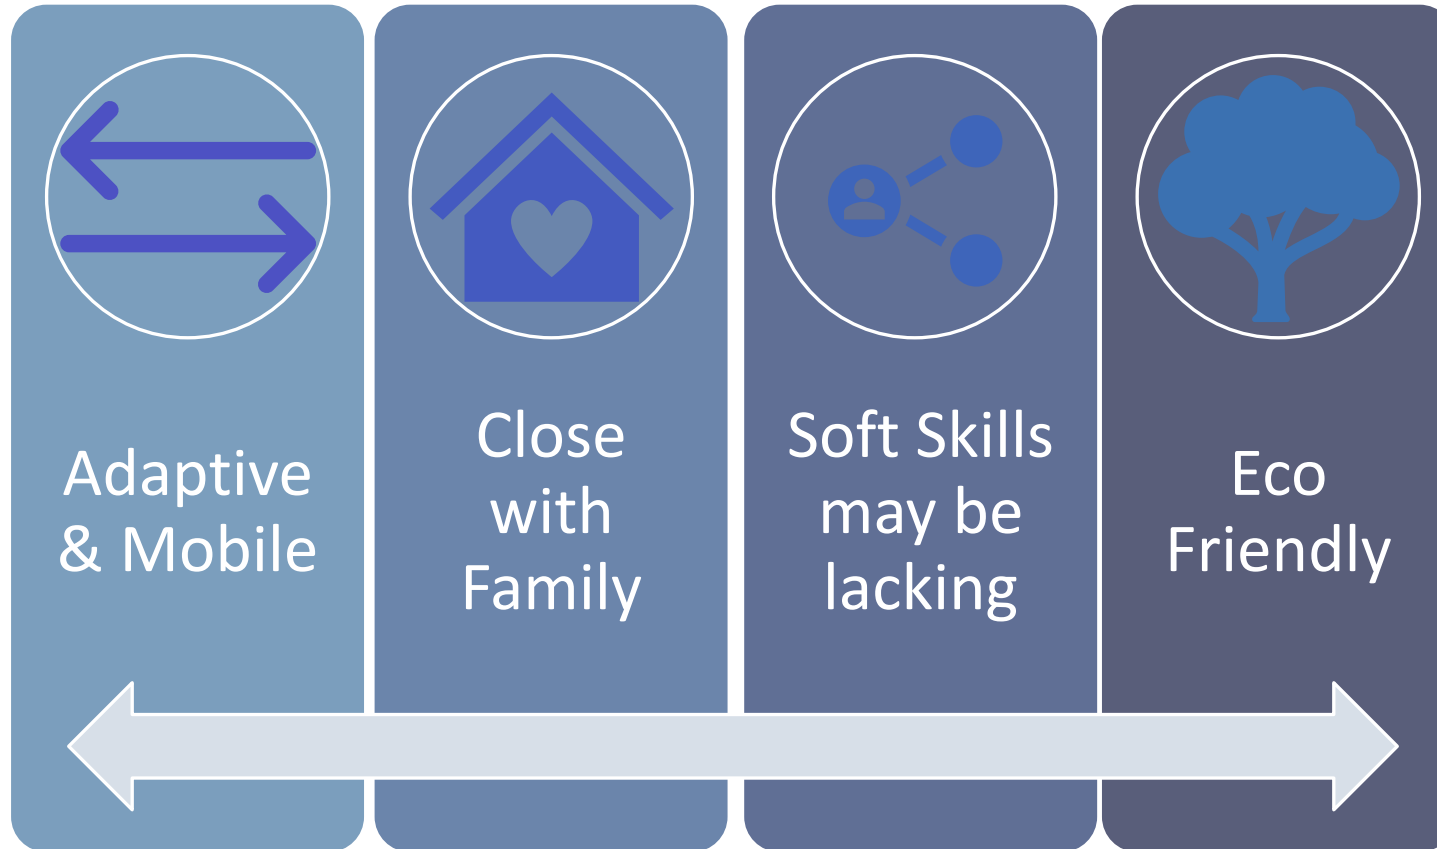 Adaptive
& Mobile
Close
with
Family
Soft Skills
may be
lacking
Eco
Friendly